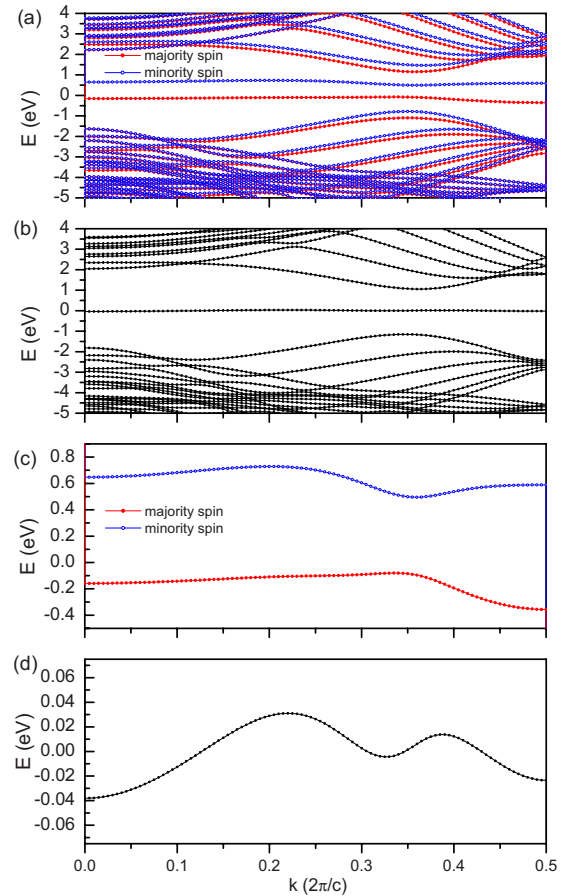 (a)
4
3
2
1
0
-1
-2
-3
-4
-5
E (eV)
majority spin
minority spin
(b)
4
3
2
1
0
-1
-2
-3
-4
-5
E (eV)
(c)
0.8
0.6
0.4
0.2
0.0
-0.2
-0.4
E (eV)
majority spin
minority spin
(d)
0.06
0.04
0.02
0.00
-0.02
-0.04
-0.06
E (eV)
0.0 0.1 0.2 0.3 0.4 0.5
k (2π/c)